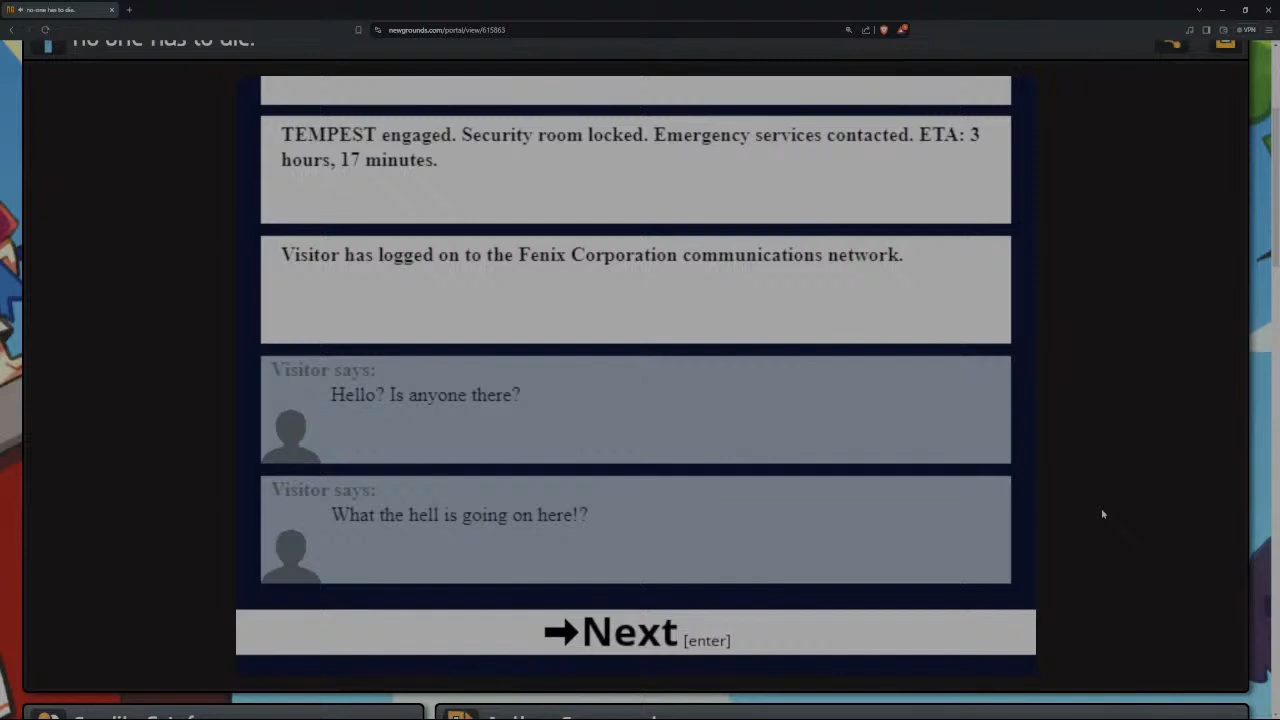 no-one has to die.
newgrounds.com/portal/view/615863
VPN
no one has to die.
TEMPEST engaged. Security room locked. Emergency services contacted. ETA: 3
hours, 17 minutes.
Visitor has logged on to the Fenix Corporation communications network.
Visitor says:
Hello? Is anyone there?
Visitor says:
What the hell is going on here!?
Next [enter]